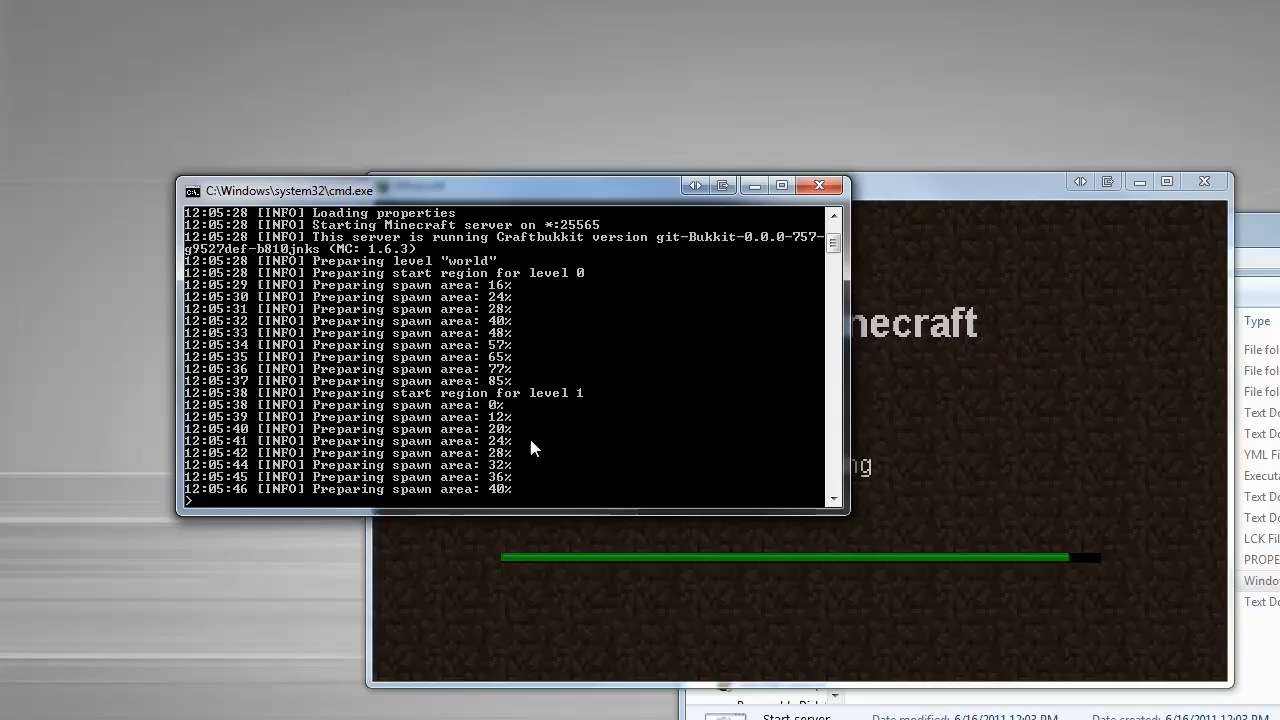 C:\Windows\system32\cmd.exe
12:05:28 [INFO] Loading properties
12:05:28 [INFO] Starting Minecraft server on *:25565
12:05:28 [INFO] This server is running Craftbukkit version git-Bukkit-0.0.0-757-
g9527def-b810jnks (MC: 1.6.3)
12:05:28 [INFO] Preparing level "world"
12:05:28 [INFO] Preparing start region for level 0
12:05:29 [INFO] Preparing spawn area: 16%
12:05:30 [INFO] Preparing spawn area: 24%
12:05:31 [INFO] Preparing spawn area: 28%
12:05:32 [INFO] Preparing spawn area: 40%
12:05:33 [INFO] Preparing spawn area: 48%
12:05:34 [INFO] Preparing spawn area: 57%
12:05:35 [INFO] Preparing spawn area: 65%
12:05:36 [INFO] Preparing spawn area: 77%
12:05:37 [INFO] Preparing spawn area: 85%
12:05:38 [INFO] Preparing start region for level 1
12:05:38 [INFO] Preparing spawn area: 0%
12:05:39 [INFO] Preparing spawn area: 12%
12:05:40 [INFO] Preparing spawn area: 20%
12:05:41 [INFO] Preparing spawn area: 24%
12:05:42 [INFO] Preparing spawn area: 28%
12:05:44 [INFO] Preparing spawn area: 32%
12:05:45 [INFO] Preparing spawn area: 36%
12:05:46 [INFO] Preparing spawn area: 40%
>
necraft
ng
Type
File fol
File fol
File fol
Text Do
Text Do
YML Fi
Execut
Text Do
Text Do
LCK Fil
PROPE
Windo
Text Do
Start server
Date modified: 6/16/2011 12:03 PM
Date created: 6/16/2011 12:03 PM